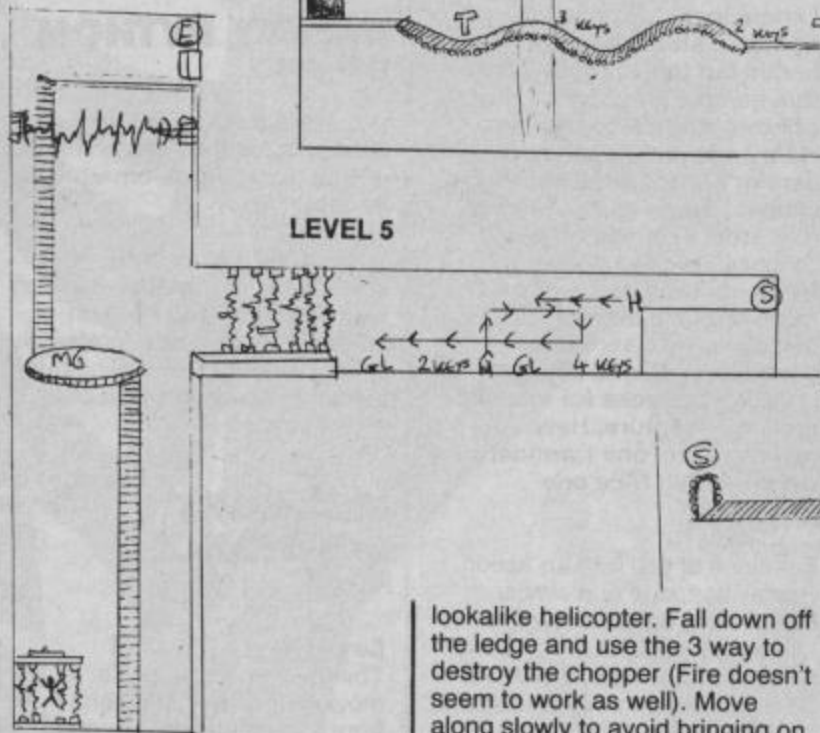 T
3 KEYS
2 KEYS
E
LEVEL 5
S
H
MG
GL 2 KEYS G GL 4 KEYS
S
lookalike helicopter. Fall down off
the ledge and use the 3 way to
destroy the chopper (Fire doesn't
seem to work as well). Move
along slowly to avoid bringing on